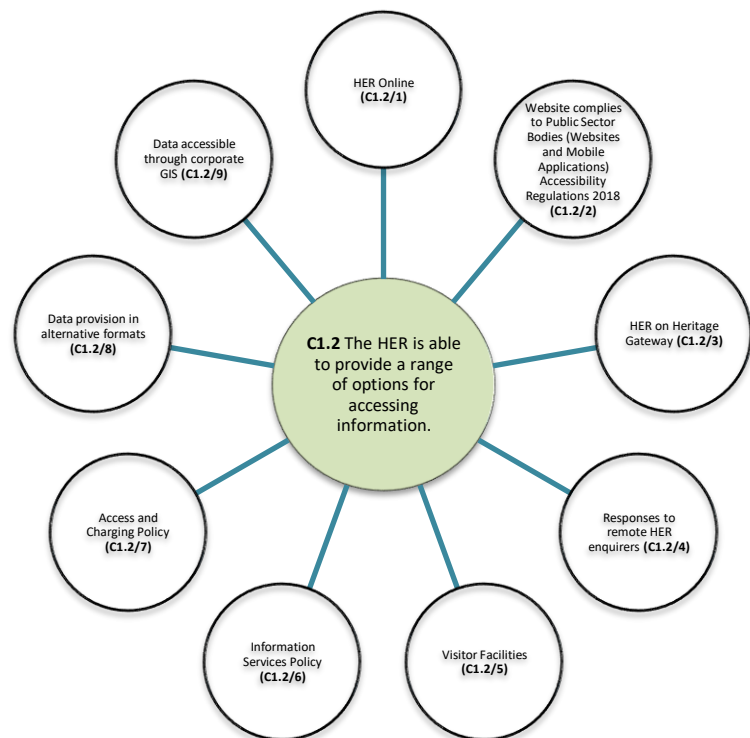 HER Online
(C1.2/1)
Website complies to
Public Sector
Bodies (Websites
and Mobile
Applications)
Accessibility
Regulations 2018
(C1.2/2)
HER on Heritage
Gateway (C1.2/3)
Responses to
remote HER
enquirers (C1.2/4)
Visitor Facilities
(C1.2/5)
Information
Services Policy
(C1.2/6)
Access and
Charging Policy
(C1.2/7)
Data provision in
alternative formats
(C1.2/8)
Data accessible
through corporate
GIS (C1.2/9)
C1.2 The HER is able
to provide a range
of options for
accessing
information.